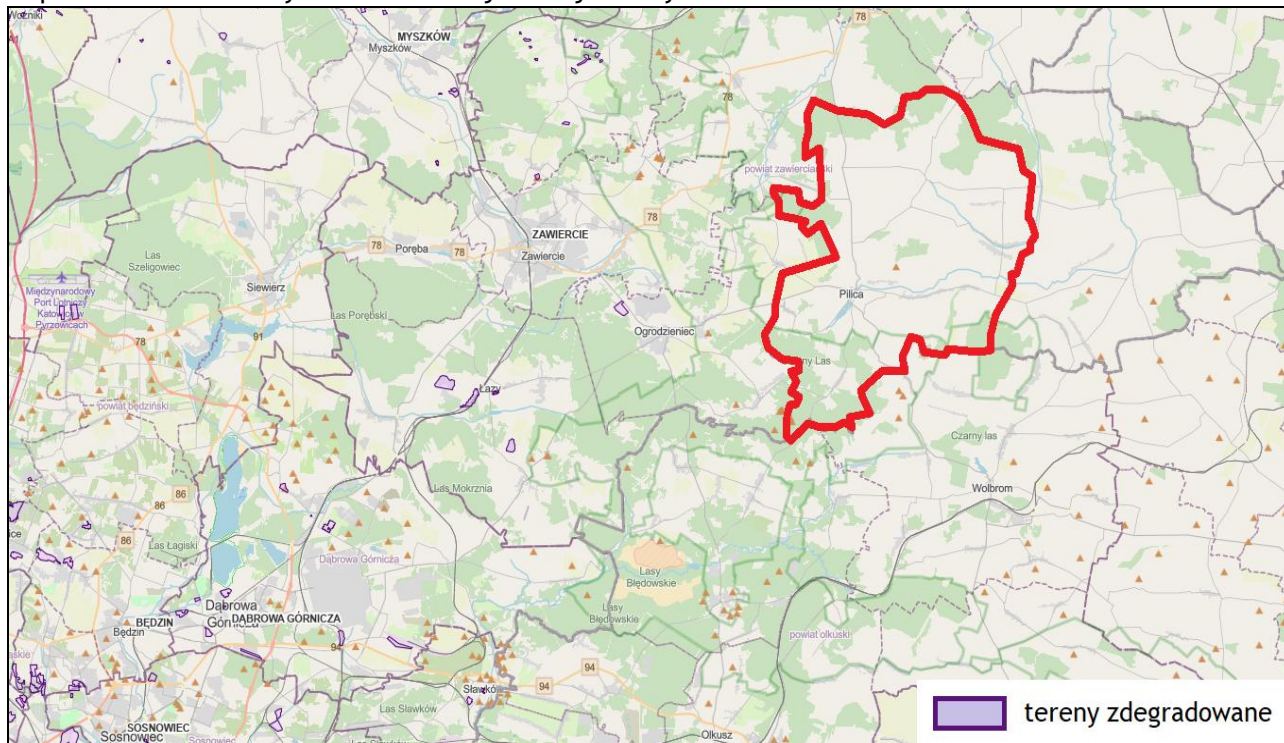 Woźniki
MYSZKÓW
Myszków
78
78
powiat zawierciański
78
ZAWIERCIE
Zawiercie
78
Poręba
78
Las
Szeligowiec
Międzynarodowy
Port Lotniczy
Katowice w
Pyrzowicach
Siewierz
Las Porębski
Ogrodzieniec
Pilica
91
78
powiat będziński
Łazy
Czarny las
Wolbrom
86
86
Las Łagiski
Las Mokrznia
Dąbrowa Górnicza
Lasy
Błędowskie
Lasy
Błędowskie
Dąbrowa
Górnicza
DĄBROWA GÓRNICZA
BĘDZIN
Będzin
94
powiat olkuski
94
94
Sławków
Las Sławków
SOSNOWIEC
Sosnowiec
Sosnowiec
Olkusz
tereny zdegradowane